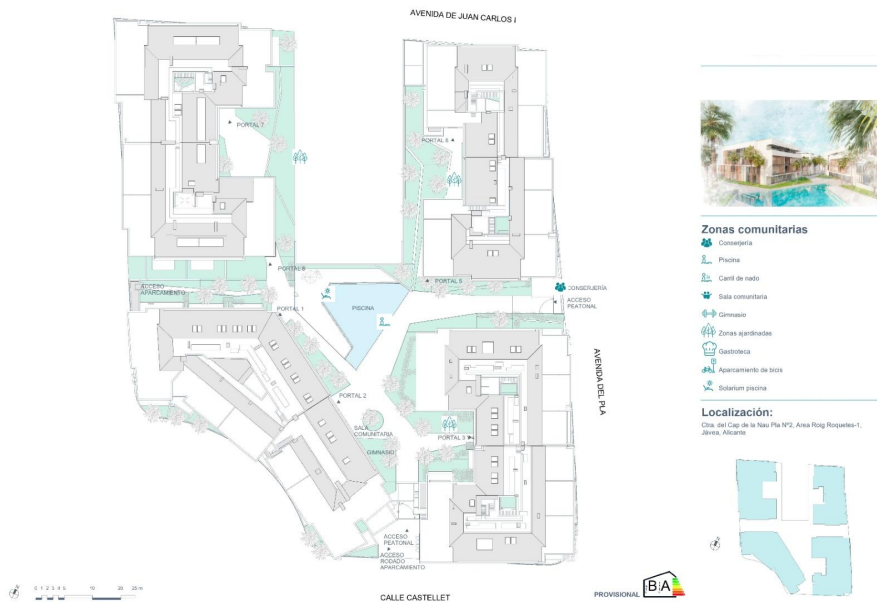 AVENIDA DE JUAN CARLOS I
PORTAL 7
PORTAL 6
PORTAL 8
PORTAL 5
ACCESO
APARCAMIENTO
CONSERJERÍA
ACCESO
PEATONAL
PORTAL 1
PISCINA
AVENIDA DEL PLA
PORTAL 2
SALA
COMUNITARIA
PORTAL 3 Y4
GIMNASIO
ACCESO
PEATONAL
ACCESO
RODADO
APARCAMIENTO
CALLE CASTELLET
0 1 2 3 4 5 10 20 25 m
PROVISIONAL
B A
Zonas comunitarias
Conserjería
Piscina
Carril de nado
Sala comunitaria
Gimnasio
Zonas ajardinadas
Gastroteca
Aparcamiento de bicis
Solarium piscina
Localización:
Ctra. del Cap de la Nau Pla Nº2, Area Roig Roquetes-1,
Jávea, Alicante